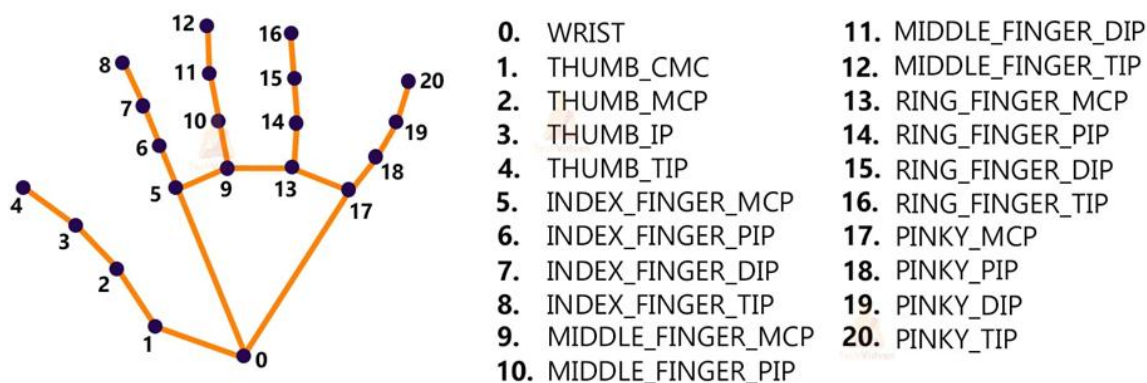 12
16
8
11
15
20
7
10
14
19
6
18
4
5
9
13
17
3
2
1
0
0. WRIST
1. THUMB_CMC
2. THUMB_MCP
3. THUMB_IP
4. THUMB_TIP
5. INDEX_FINGER_MCP
6. INDEX_FINGER_PIP
7. INDEX_FINGER_DIP
8. INDEX_FINGER_TIP
9. MIDDLE_FINGER_MCP
10. MIDDLE_FINGER_PIP
11. MIDDLE_FINGER_DIP
12. MIDDLE_FINGER_TIP
13. RING_FINGER_MCP
14. RING_FINGER_PIP
15. RING_FINGER_DIP
16. RING_FINGER_TIP
17. PINKY_MCP
18. PINKY_PIP
19. PINKY_DIP
20. PINKY_TIP